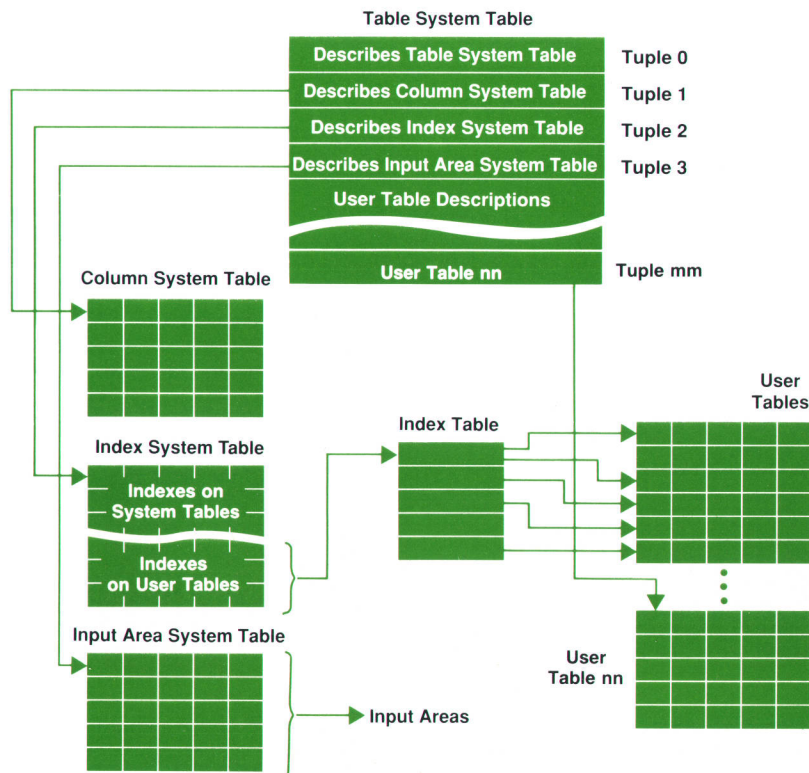 Table System Table
Describes Table System Table
Tuple 0
Describes Column System Table
Tuple 1
Describes Index System Table
Tuple 2
Describes Input Area System Table
Tuple 3
User Table Descriptions
User Table nn
Tuple mm
Column System Table
User
Tables
Index Table
Index System Table
Indexes on
System Tables
Indexes
on User Tables
Input Area System Table
User
Table nn
Input Areas